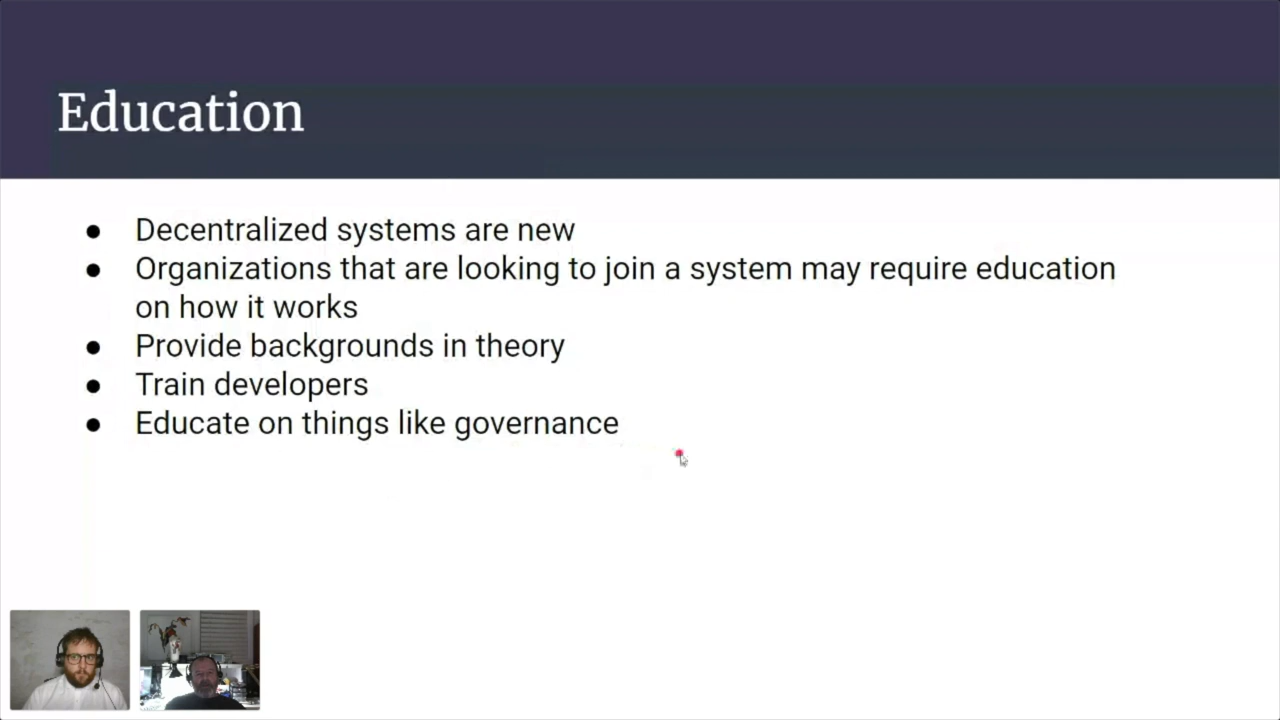 Education
● Decentralized systems are new
● Organizations that are looking to join a system may require education
on how it works
● Provide backgrounds in theory
● Train developers
● Educate on things like governance